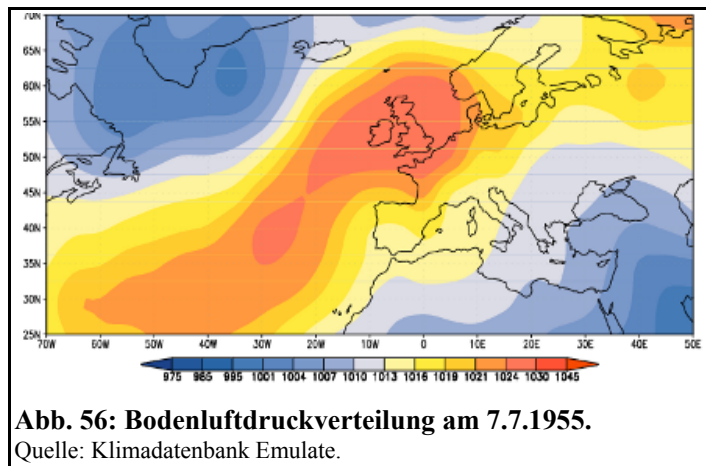 70N
65N
60N
55N
50N
45N
40N
35N
30N
25N
70W 60W 50W 40W 30W 20W 10W 0 10E 20E 30E 40E 50E
975 985 995 1001 1004 1007 1010 1013 1016 1019 1021 1024 1030 1045
Abb. 56: Bodenluftdruckverteilung am 7.7.1955.
Quelle: Klimadatenbank Emulate.